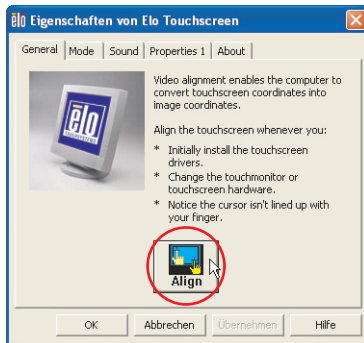 elo Eigenschaften von Elo Touchscreen
General Mode Sound Properties 1 About
elo
Video alignment enables the computer to
convert touchscreen coordinates into
image coordinates.
Align the touchscreen whenever you:
* Initially install the touchscreen
drivers.
* Change the touchmonitor or
touchscreen hardware.
* Notice the cursor isn't lined up with
your finger.
Align
OK Abbrechen Übernehmen Hilfe